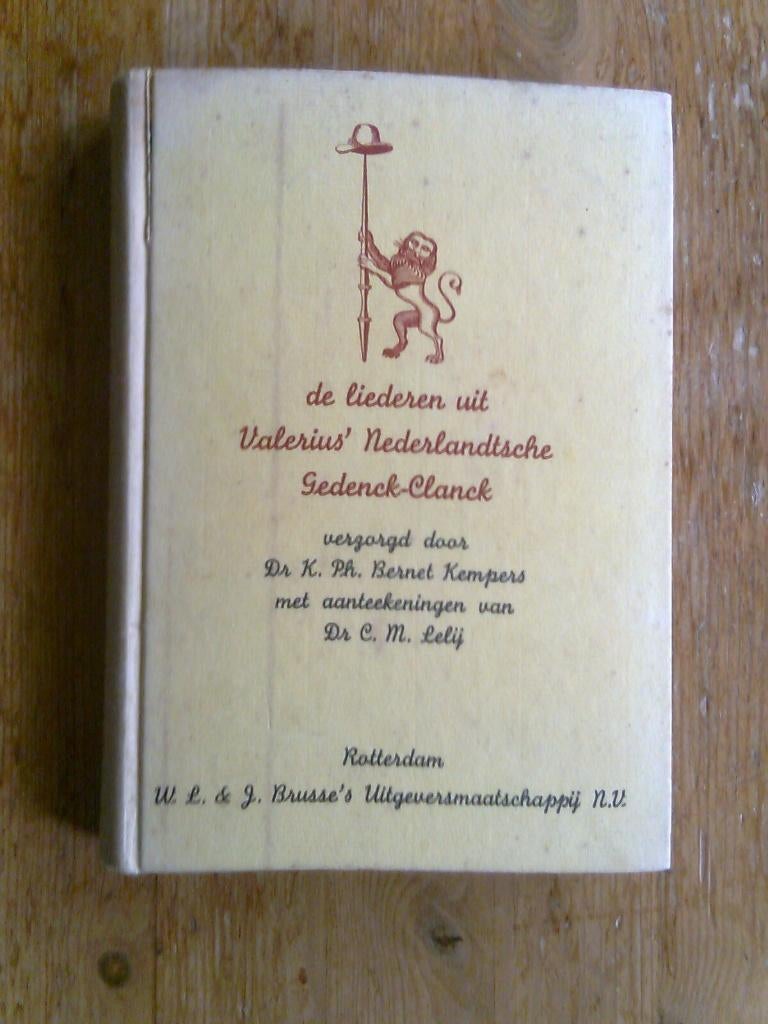 de liederen uit
Valerius' Nederlandtsche
Gedenck-Clanck
verzorgd door
Dr K. Ph. Bernet Kempers
met aanteekeningen van
Dr C. M. Lelij
Rotterdam
W. L. & J. Brusse's Uitgeversmaatschappij N.V.